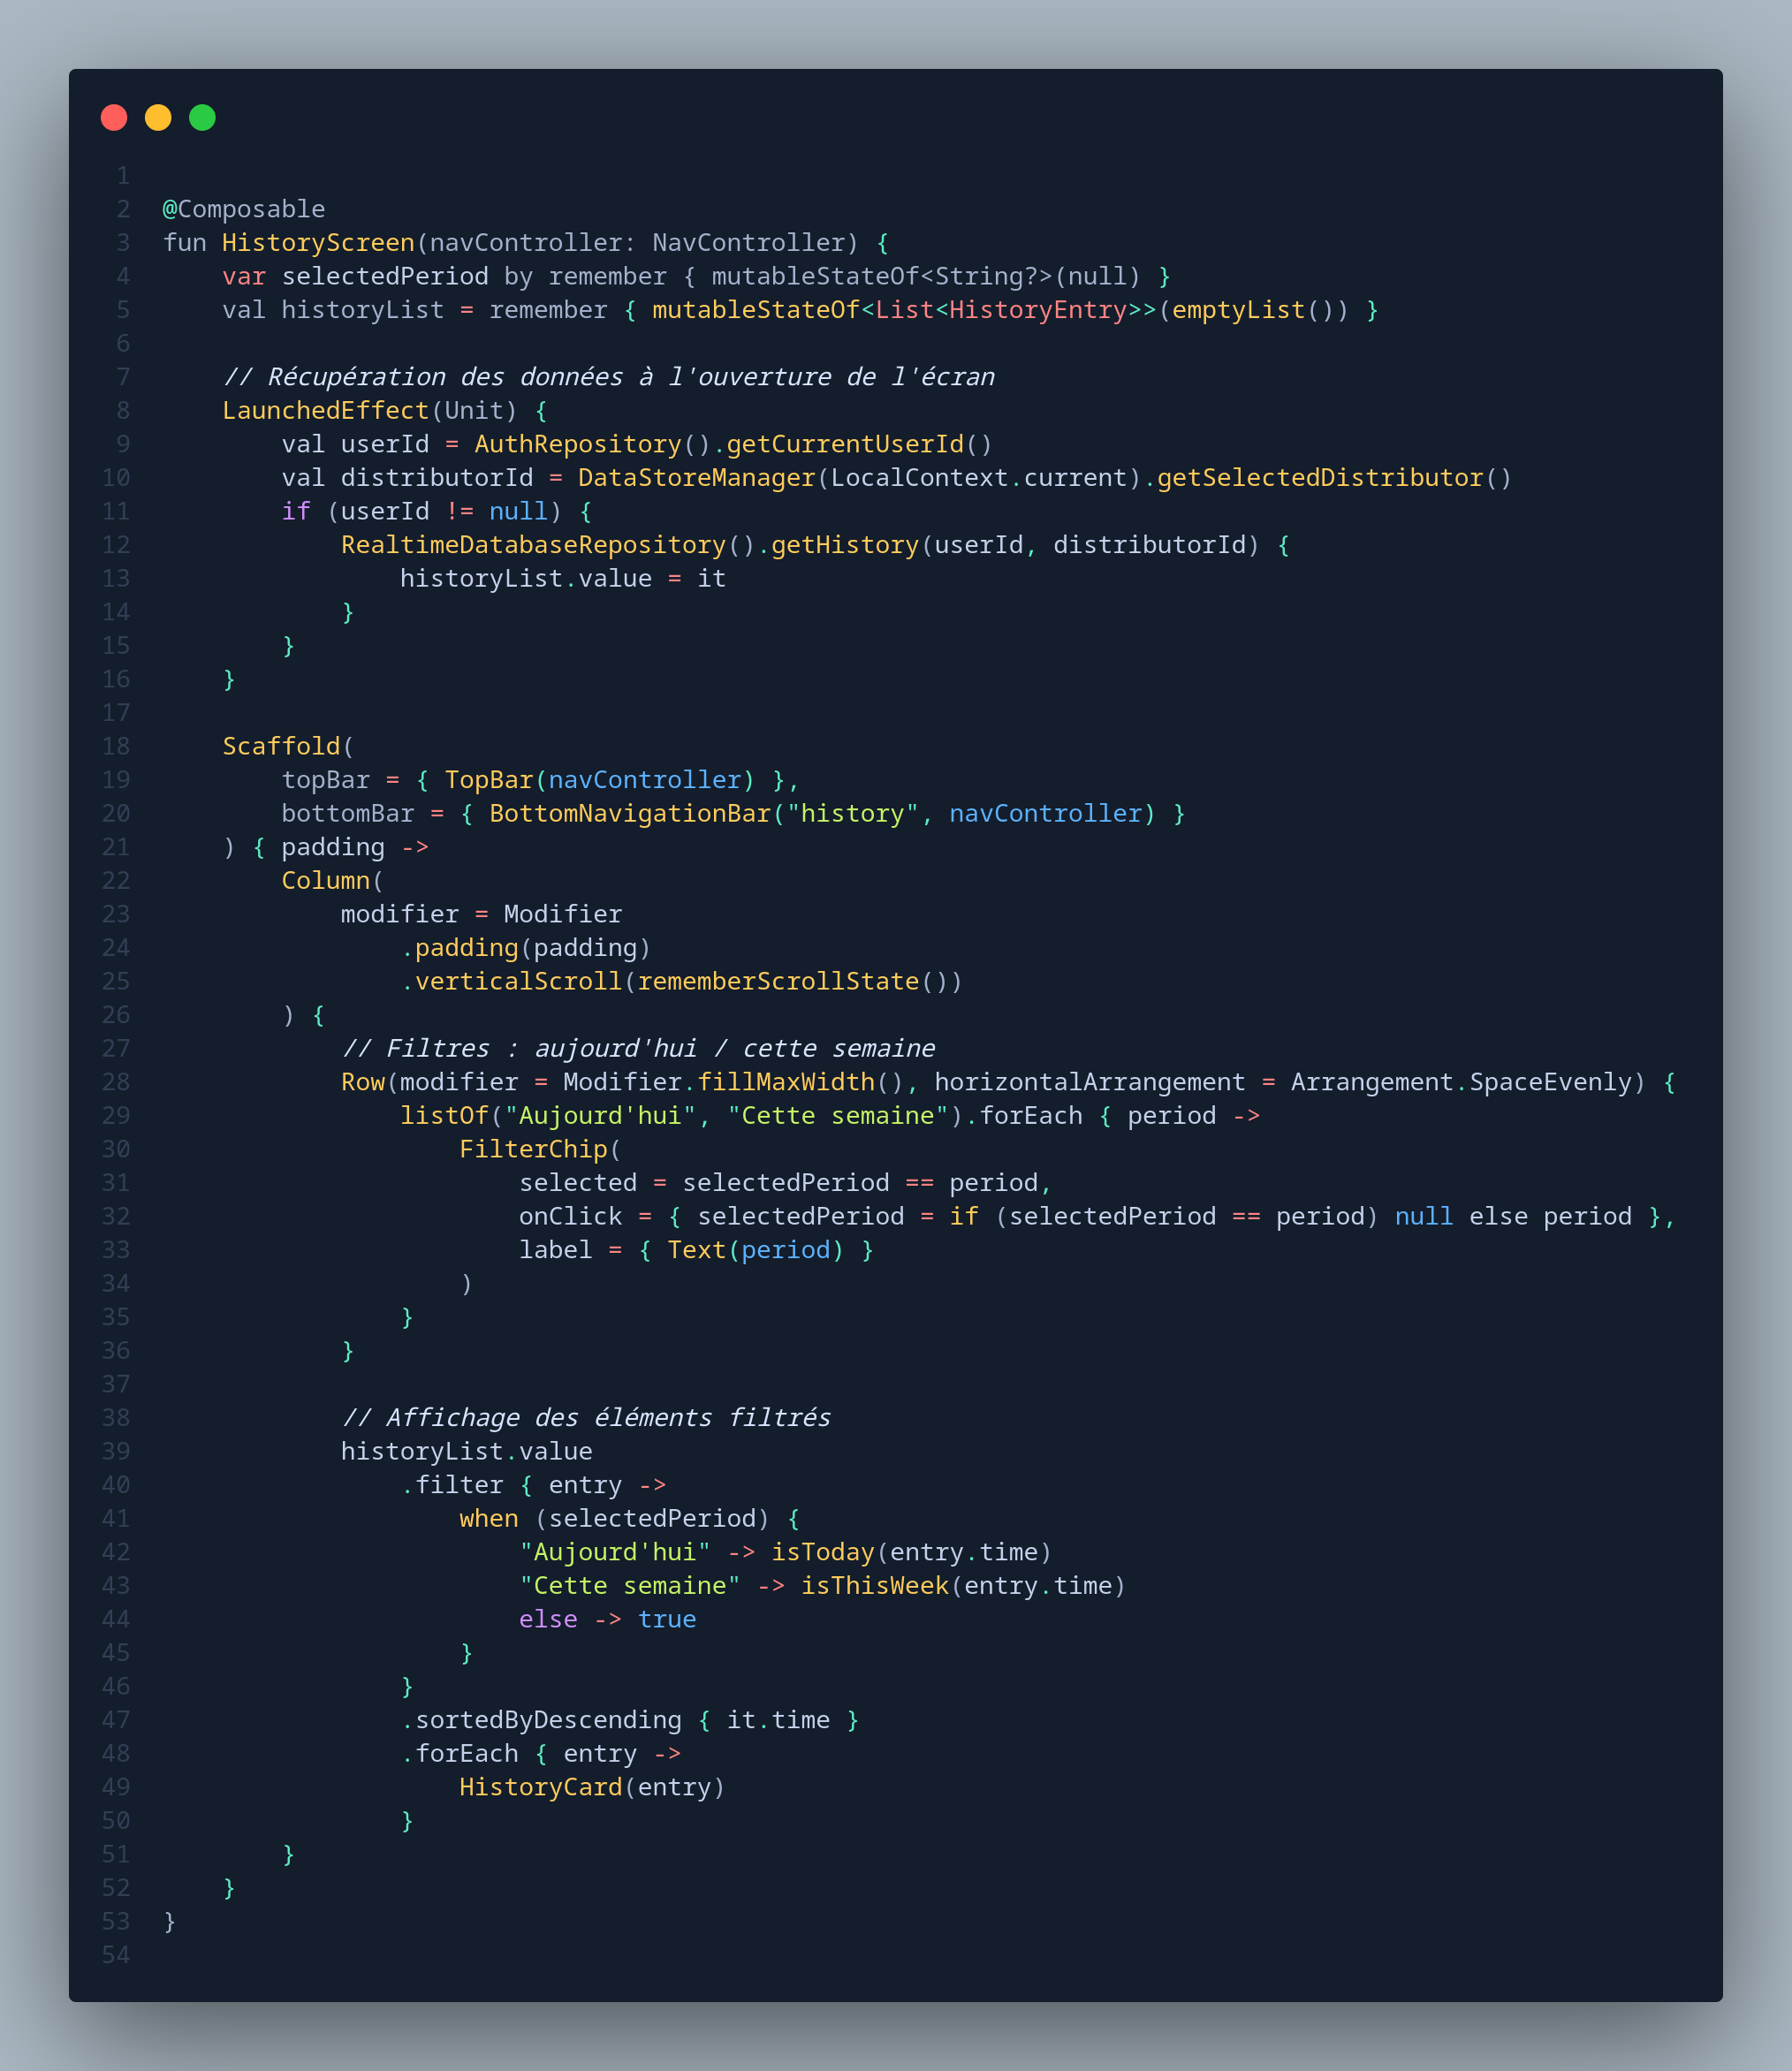 1
2 @Composable
3 fun HistoryScreen(navController: NavController) {
4     var selectedPeriod by remember { mutableStateOf<String?>(null) }
5     val historyList = remember { mutableStateOf<List<HistoryEntry>>(emptyList()) }
6
7     // Récupération des données à l'ouverture de l'écran
8     LaunchedEffect(Unit) {
9         val userId = AuthRepository().getCurrentUserId()
10         val distributorId = DataStoreManager(LocalContext.current).getSelectedDistributor()
11         if (userId != null) {
12             RealtimeDatabaseRepository().getHistory(userId, distributorId) {
13                 historyList.value = it
14             }
15         }
16     }
17
18     Scaffold(
19         topBar = { TopBar(navController) },
20         bottomBar = { BottomNavigationBar("history", navController) }
21     ) { padding ->
22         Column(
23             modifier = Modifier
24                 .padding(padding)
25                 .verticalScroll(rememberScrollState())
26         ) {
27             // Filtres : aujourd'hui / cette semaine
28             Row(modifier = Modifier.fillMaxWidth(), horizontalArrangement = Arrangement.SpaceEvenly) {
29                 listOf("Aujourd'hui", "Cette semaine").forEach { period ->
30                     FilterChip(
31                         selected = selectedPeriod == period,
32                         onClick = { selectedPeriod = if (selectedPeriod == period) null else period },
33                         label = { Text(period) }
34                     )
35                 }
36             }
37
38             // Affichage des éléments filtrés
39             historyList.value
40                 .filter { entry ->
41                     when (selectedPeriod) {
42                         "Aujourd'hui" -> isToday(entry.time)
43                         "Cette semaine" -> isThisWeek(entry.time)
44                         else -> true
45                     }
46                 }
47                 .sortedByDescending { it.time }
48                 .forEach { entry ->
49                     HistoryCard(entry)
50                 }
51         }
52     }
53 }
54